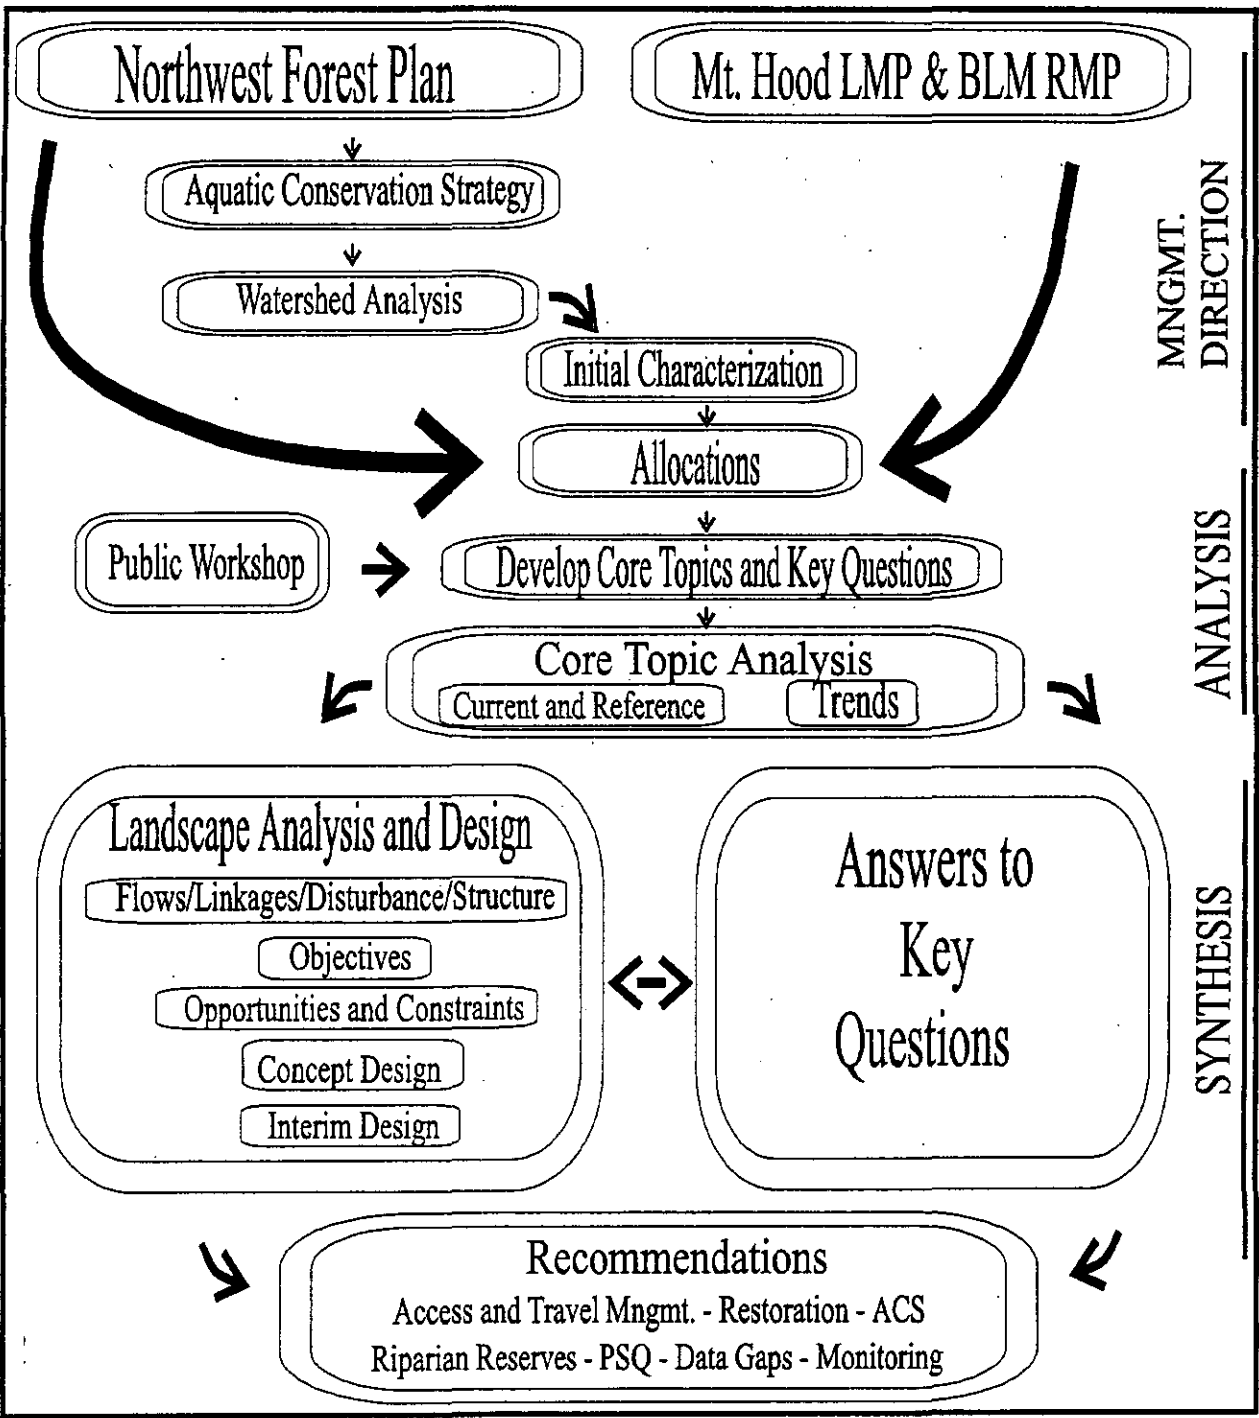 Northwest Forest Plan
Mt. Hood LMP & BLM RMP
Aquatic Conservation Strategy
Watershed Analysis
Initial Characterization
Allocations
MNGMT.
DIRECTION
Public Workshop
Develop Core Topics and Key Questions
Core Topic Analysis
Current and Reference
Trends
ANALYSIS
Landscape Analysis and Design
Flows/Linkages/Disturbance/Structure
Objectives
Opportunities and Constraints
Concept Design
Interim Design
Answers to
Key
Questions
SYNTHESIS
Recommendations
Access and Travel Mngmt. - Restoration - ACS
Riparian Reserves - PSQ - Data Gaps - Monitoring